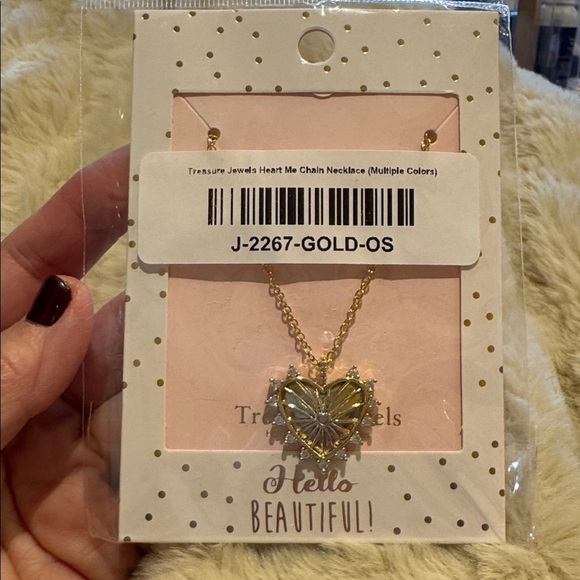 Treasure Jewels Heart Me Chain Necklace (Multiple Colors)
J-2267-GOLD-OS
Hello
BEAUTIFUL!